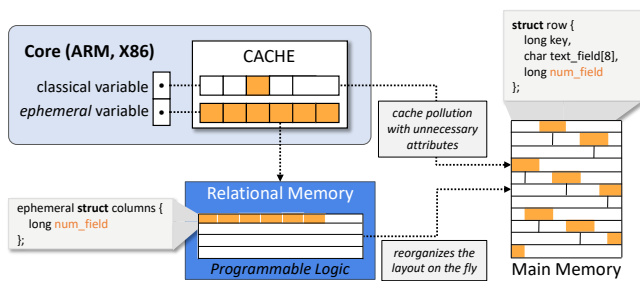 Core (ARM, X86)
CACHE
classical variable
ephemeral variable
struct row {
long key,
char text_field[8],
long num_field
};
cache pollution
with unnecessary
attributes
Relational Memory
ephemeral struct columns {
long num_field
};
Programmable Logic
reorganizes the
layout on the fly
Main Memory